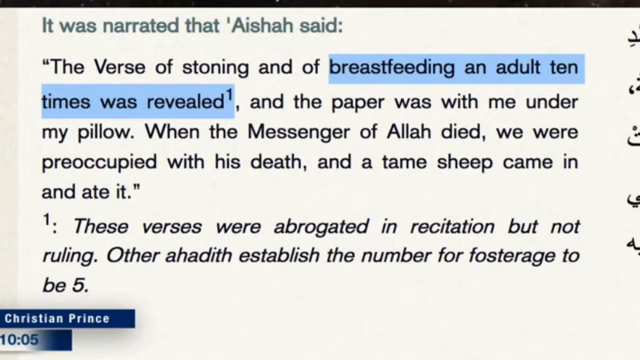 It was narrated that 'Aishah said:
“The Verse of stoning and of breastfeeding an adult ten
times was revealed¹, and the paper was with me under
my pillow. When the Messenger of Allah died, we were
preoccupied with his death, and a tame sheep came in
and ate it.”
¹: These verses were abrogated in recitation but not
ruling. Other ahadith establish the number for fosterage to
be 5.
Christian Prince
10:05